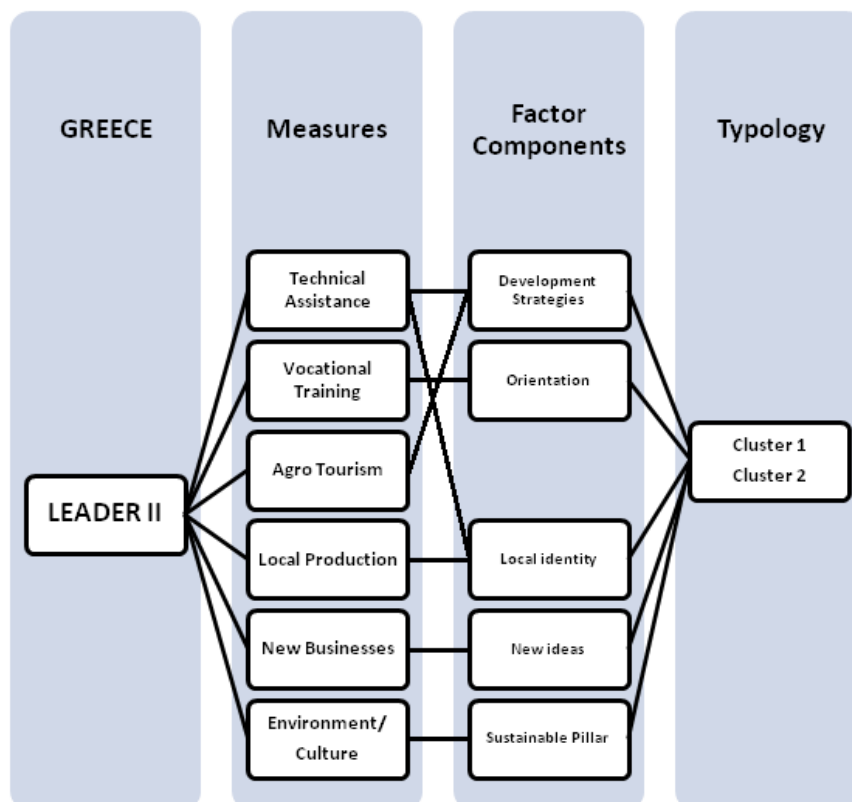 GREECE
Measures
Factor
Components
Typology
Technical
Assistance
Development
Strategies
Vocational
Training
Orientation
Cluster 1
Cluster 2
Agro Tourism
LEADER II
Local Production
Local identity
New Businesses
New ideas
Environment/
Culture
Sustainable Pillar